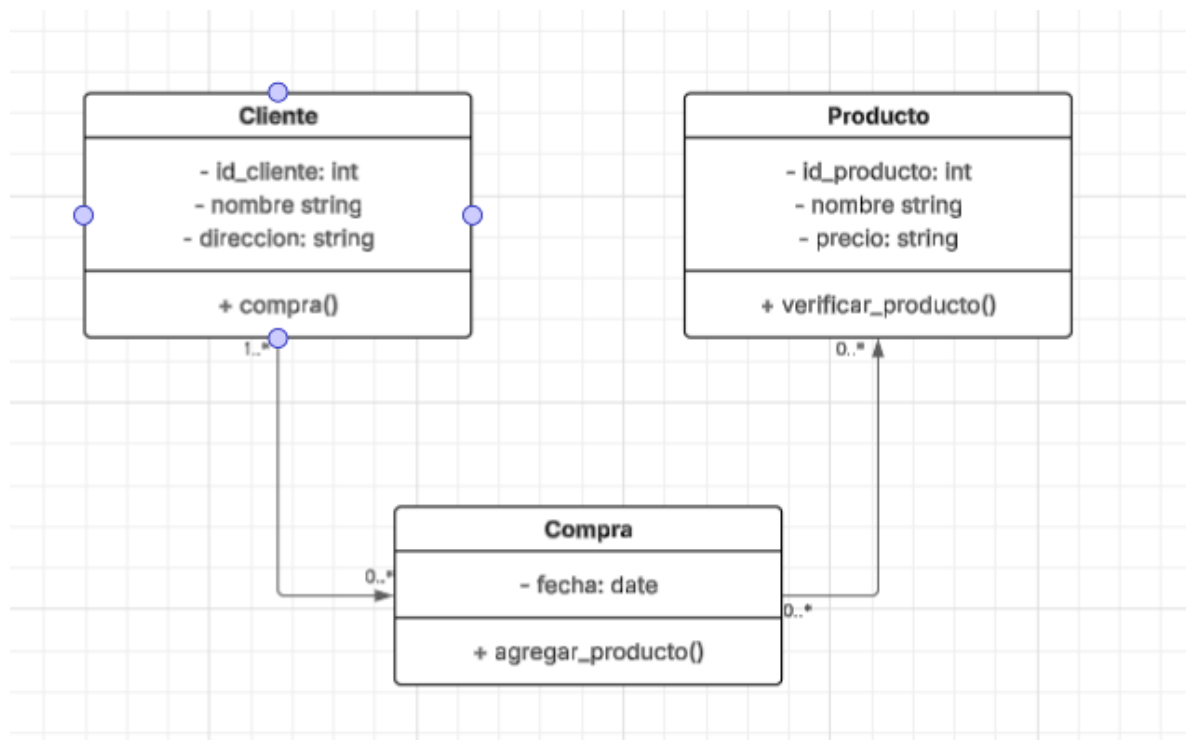 Cliente
- id_cliente: int
- nombre string
- direccion: string
+ compra()
1..*
Producto
- id_producto: int
- nombre string
- precio: string
+ verificar_producto()
0..*
Compra
- fecha: date
+ agregar_producto()
0..*
0..*